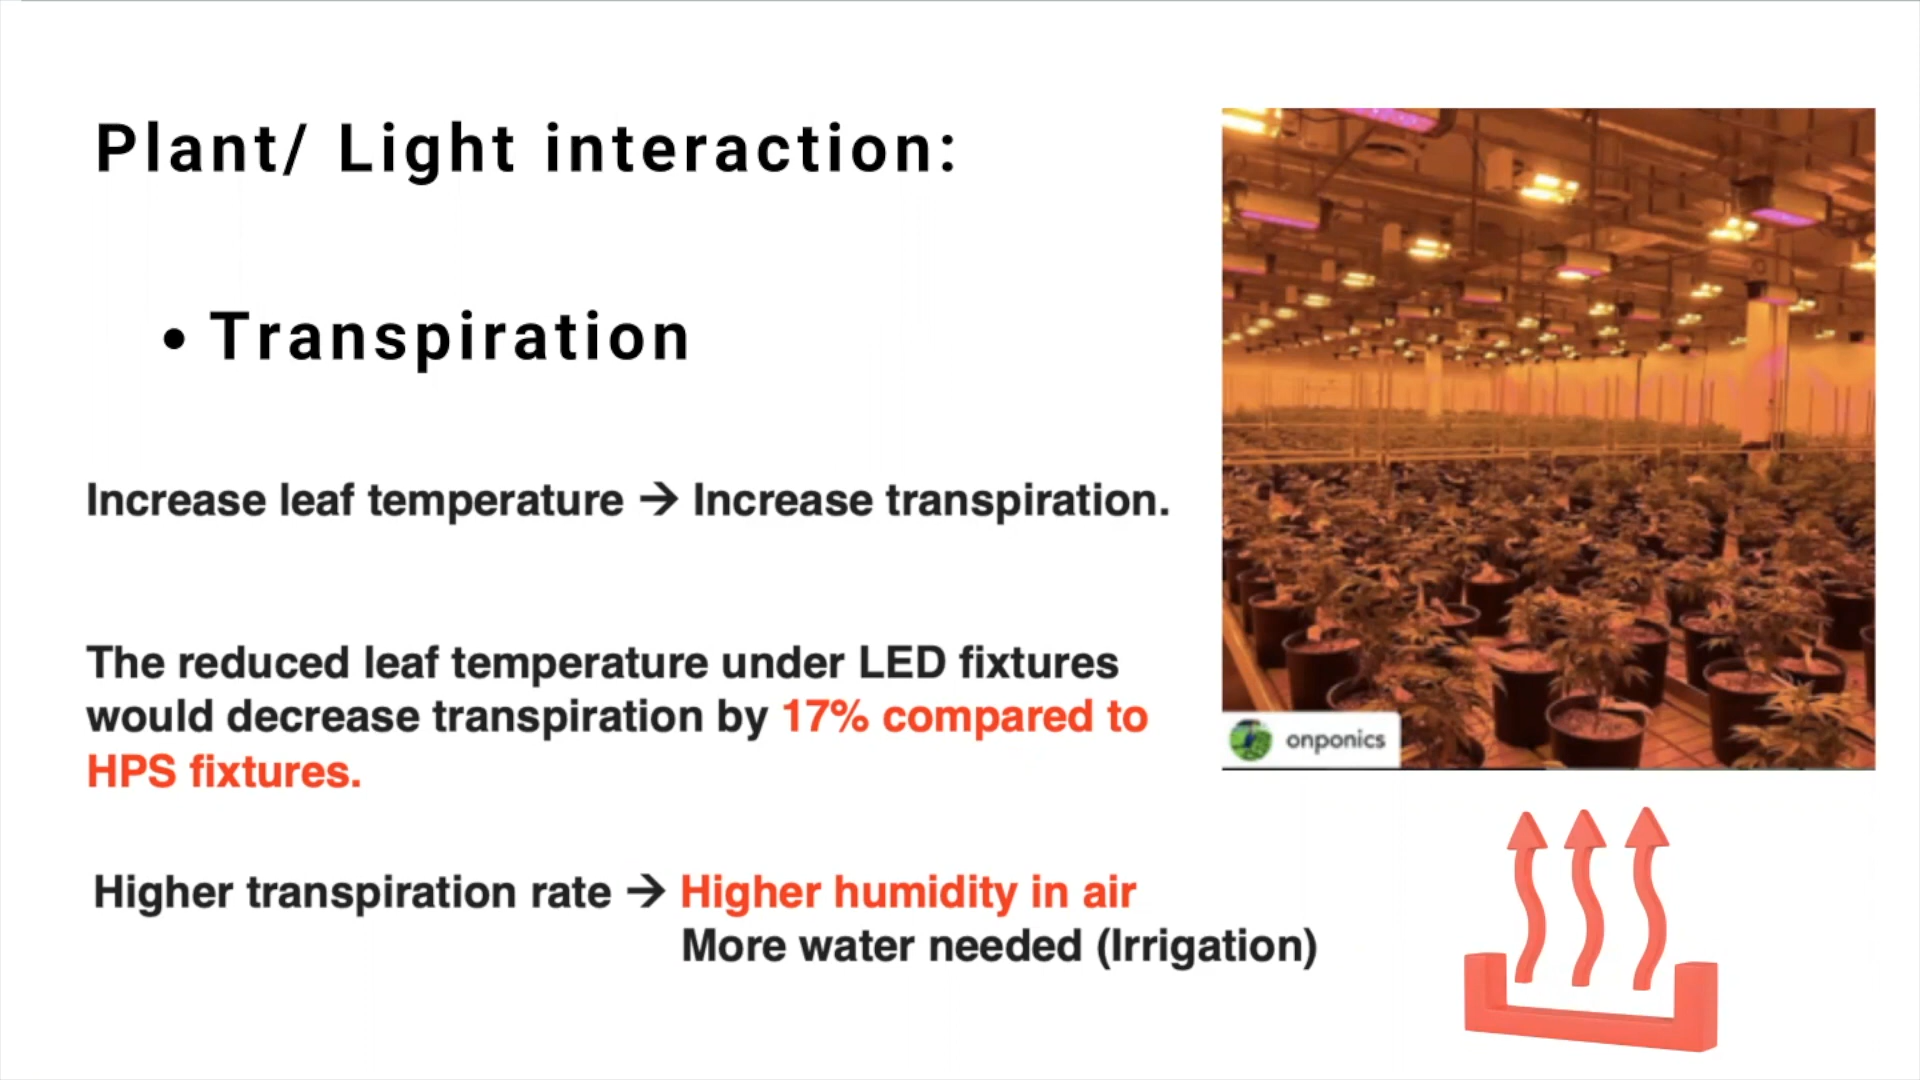 Plant/ Light interaction:
• Transpiration
Increase leaf temperature → Increase transpiration.
The reduced leaf temperature under LED fixtures
would decrease transpiration by 17% compared to
HPS fixtures.
Higher transpiration rate → Higher humidity in air
More water needed (Irrigation)
onponics